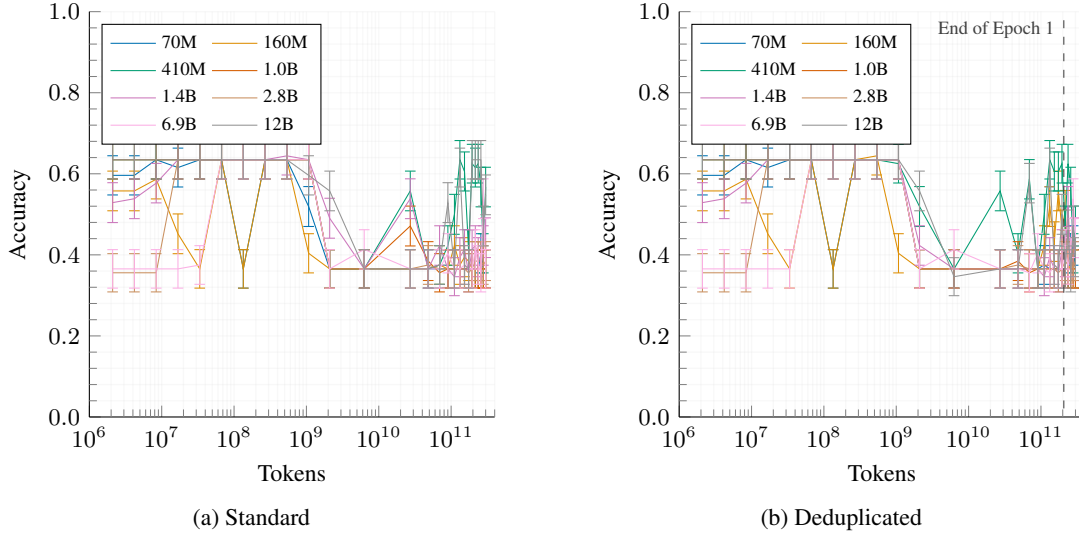 1.0
0.8
0.6
0.4
0.2
0.0
Accuracy
70M 160M
410M 1.0B
1.4B 2.8B
6.9B 12B
10^6 10^7 10^8 10^9 10^10 10^11
Tokens
(a) Standard
1.0
0.8
0.6
0.4
0.2
0.0
Accuracy
End of Epoch 1
70M 160M
410M 1.0B
1.4B 2.8B
6.9B 12B
10^6 10^7 10^8 10^9 10^10 10^11
Tokens
(b) Deduplicated